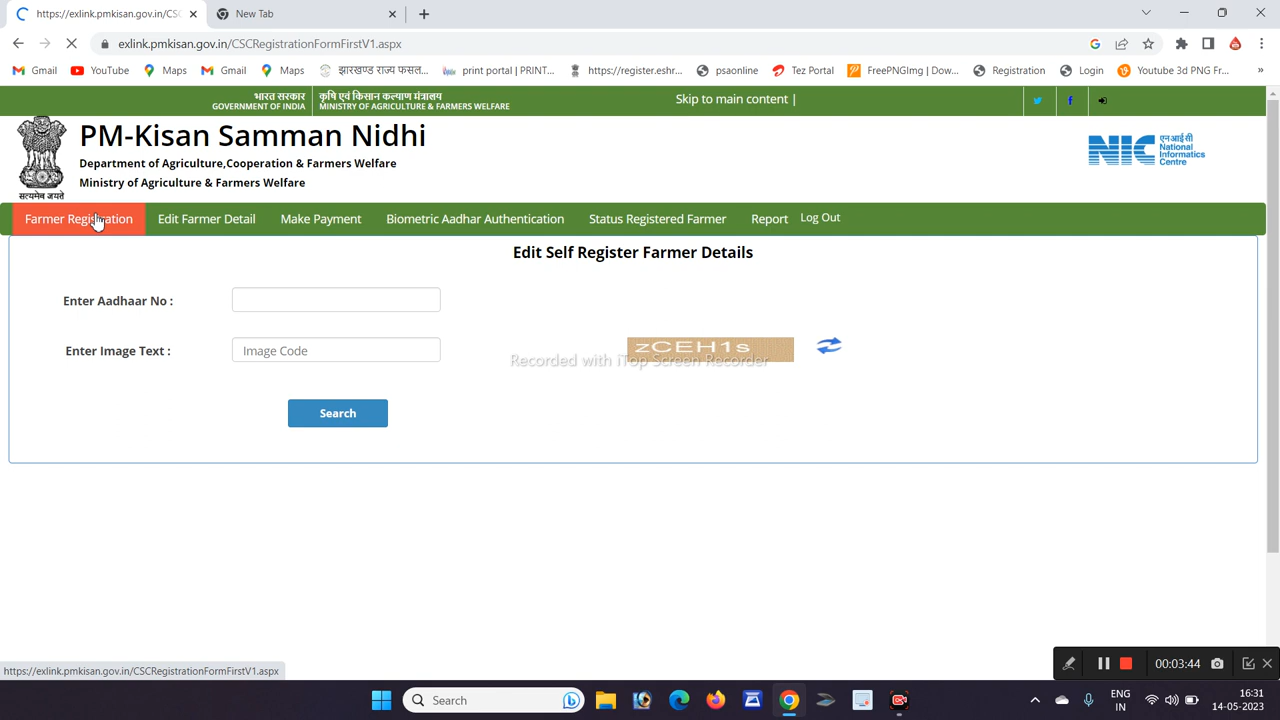 https://exlink.pmkisan.gov.in/CSC
New Tab
exlink.pmkisan.gov.in/CSCRegistrationFormFirstV1.aspx
Gmail
YouTube
Maps
Gmail
Maps
झारखण्ड राज्य फसल...
print portal | PRINT...
https://register.eshr...
psaonline
Tez Portal
FreePNGImg | Dow...
Registration
Login
Youtube 3d PNG Fr...
भारत सरकार
GOVERNMENT OF INDIA
कृषि एवं किसान कल्याण मंत्रालय
MINISTRY OF AGRICULTURE & FARMERS WELFARE
Skip to main content |
PM-Kisan Samman Nidhi
Department of Agriculture,Cooperation & Farmers Welfare
Ministry of Agriculture & Farmers Welfare
सत्यमेव जयते
NIC
एनआईसी
National
Informatics
Centre
Farmer Registration
Edit Farmer Detail
Make Payment
Biometric Aadhar Authentication
Status Registered Farmer
Report
Log Out
Edit Self Register Farmer Details
Enter Aadhaar No :
Enter Image Text :
Image Code
zCEH1s
Recorded with iTop Screen Recorder
Search
https://exlink.pmkisan.gov.in/CSCRegistrationFormFirstV1.aspx
00:03:44
Search
ENG
IN
16:31
14-05-2023